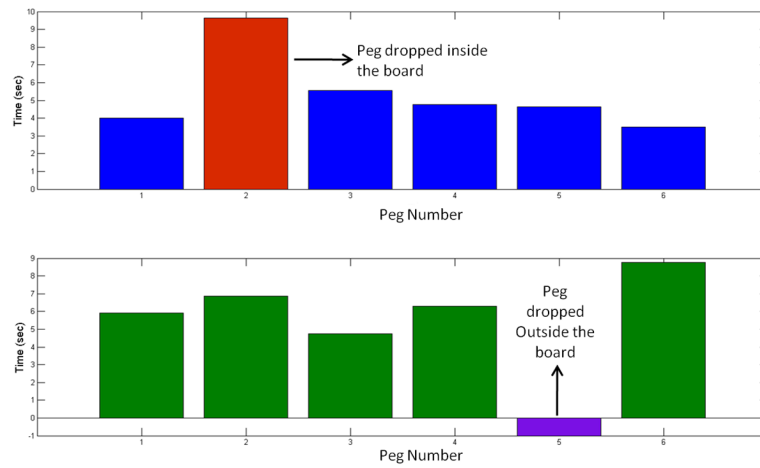 10
9
8
7
6
5
4
3
2
1
0
Time (sec)
Peg dropped inside
the board
1 2 3 4 5 6
Peg Number
9
8
7
6
5
4
3
2
1
0
-1
Time (sec)
Peg
dropped
Outside the
board
1 2 3 4 5 6
Peg Number